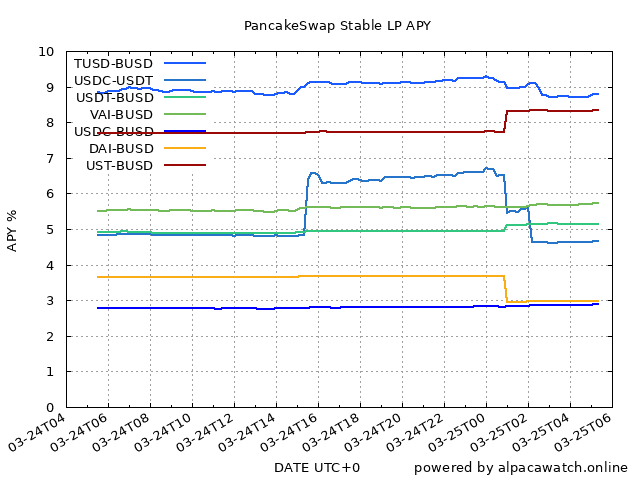 PancakeSwap Stable LP APY
10
9
8
7
6
5
4
3
2
1
0
APY %
TUSD-BUSD
USDC-USDT
USDT-BUSD
VAI-BUSD
USDC-BUSD
DAI-BUSD
UST-BUSD
03-24T04
03-24T06
03-24T08
03-24T10
03-24T12
03-24T14
03-24T16
03-24T18
03-24T20
03-24T22
03-25T00
03-25T02
03-25T04
03-25T06
DATE UTC+0
powered by alpacawatch.online